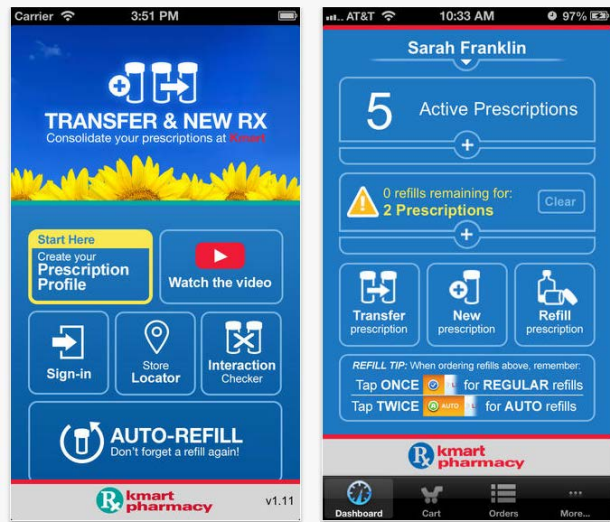 Carrier 3:51 PM
TRANSFER & NEW RX
Consolidate your prescriptions at Kmart
Start Here
Create your
Prescription
Profile
Watch the video
Sign-in
Store
Locator
Interaction
Checker
AUTO-REFILL
Don't forget a refill again!
Rx kmart
pharmacy
v1.11
AT&T 10:33 AM 97%
Sarah Franklin
5 Active Prescriptions
0 refills remaining for:
2 Prescriptions
Clear
Transfer
prescription
New
prescription
Refill
prescription
REFILL TIP: When ordering refills above, remember:
Tap ONCE for REGULAR refills
Tap TWICE AUTO for AUTO refills
Rx kmart
pharmacy
Dashboard
Cart
Orders
More...